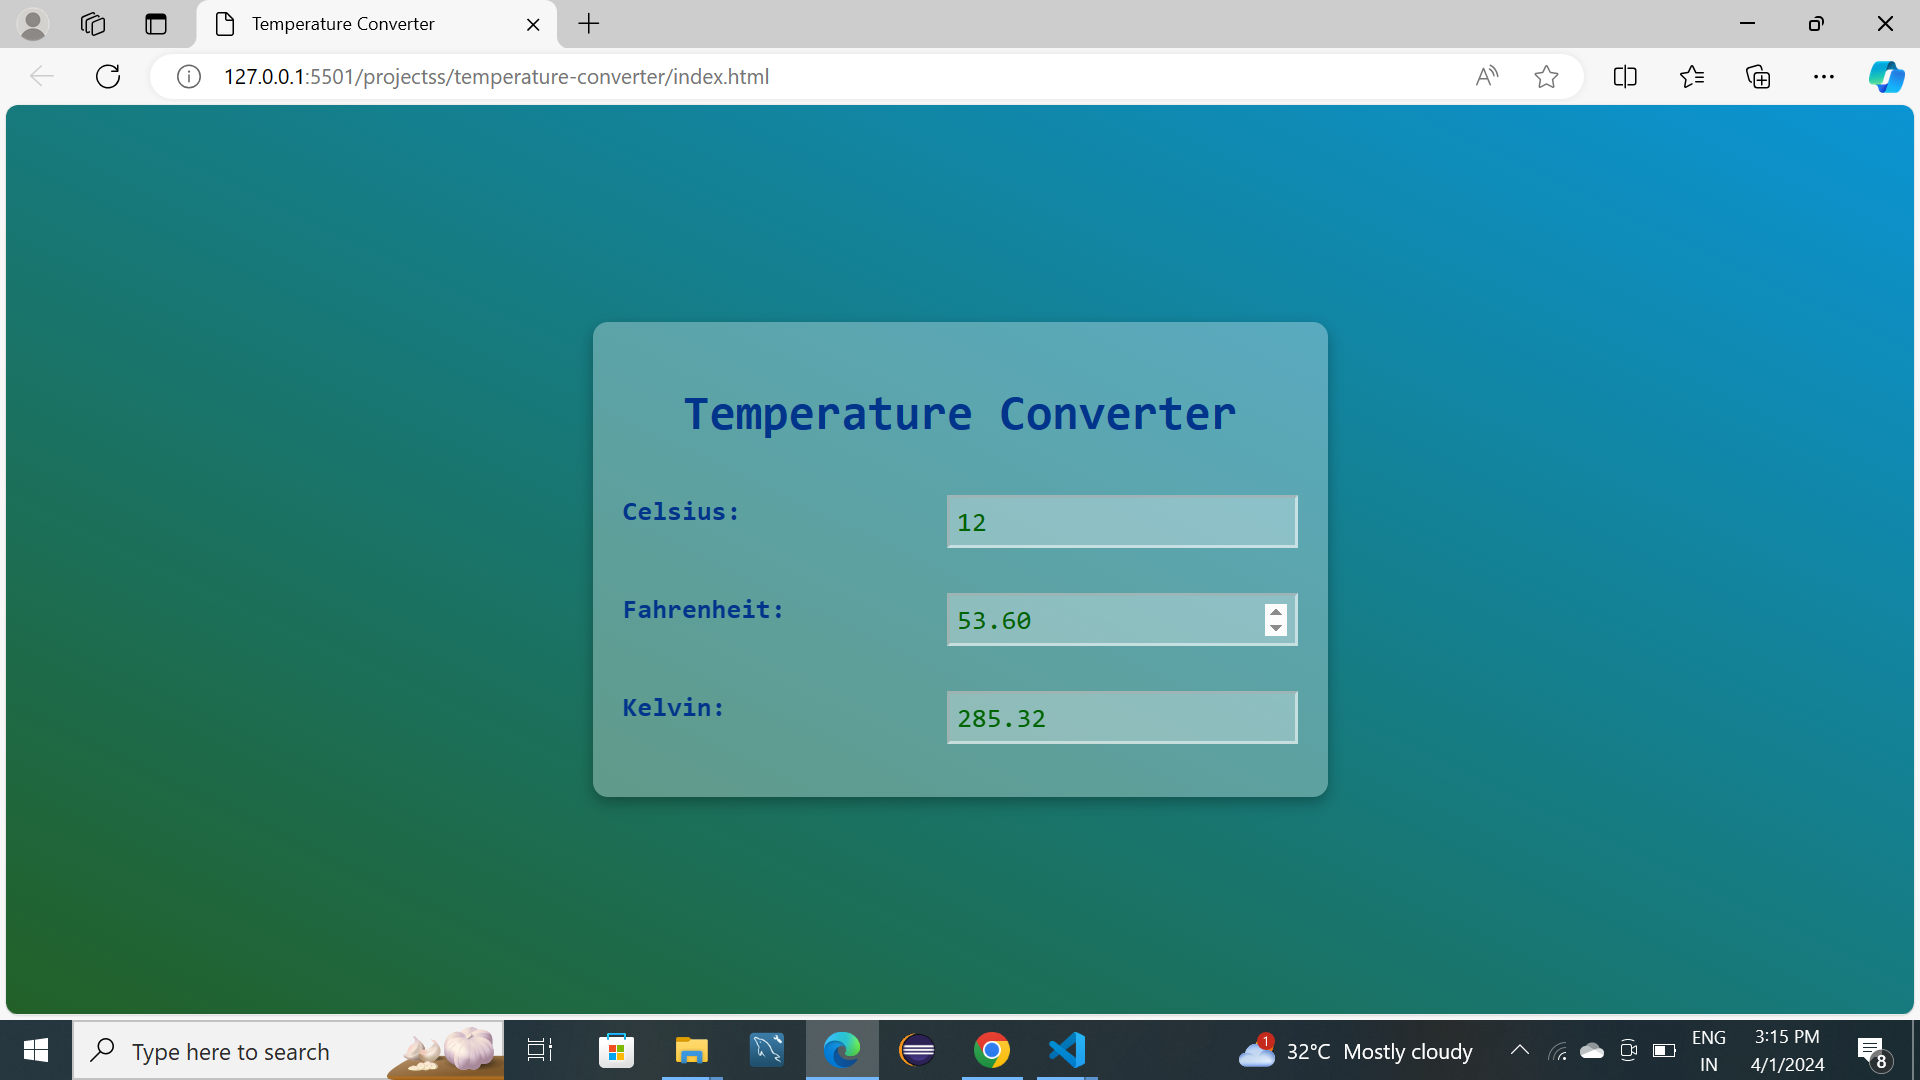 Temperature Converter
127.0.0.1:5501/projectss/temperature-converter/index.html
Temperature Converter
Celsius:
12
Fahrenheit:
53.60
Kelvin:
285.32
Type here to search
1
32°C Mostly cloudy
ENG
IN
3:15 PM
4/1/2024
8